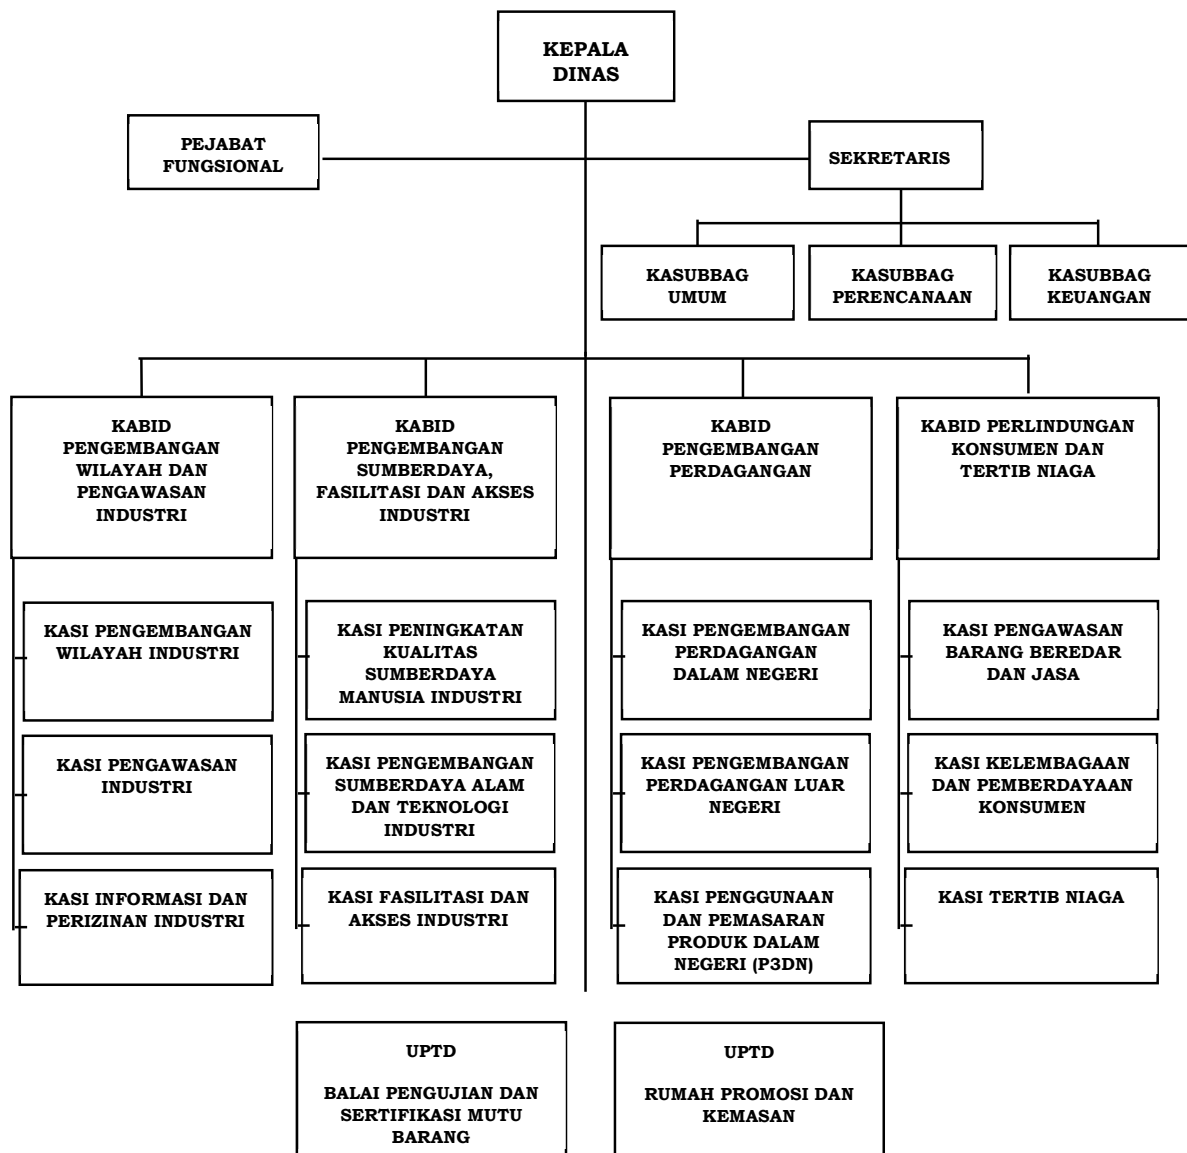 KEPALA
DINAS
PEJABAT
FUNGSIONAL
SEKRETARIS
KASUBBAG
UMUM
KASUBBAG
PERENCANAAN
KASUBBAG
KEUANGAN
KABID
PENGEMBANGAN
WILAYAH DAN
PENGAWASAN
INDUSTRI
KABID
PENGEMBANGAN
SUMBERDAYA,
FASILITASI DAN AKSES
INDUSTRI
KABID
PENGEMBANGAN
PERDAGANGAN
KABID PERLINDUNGAN
KONSUMEN DAN
TERTIB NIAGA
KASI PENGEMBANGAN
WILAYAH INDUSTRI
KASI PENINGKATAN
KUALITAS
SUMBERDAYA
MANUSIA INDUSTRI
KASI PENGEMBANGAN
PERDAGANGAN
DALAM NEGERI
KASI PENGAWASAN
BARANG BEREDAR
DAN JASA
KASI PENGAWASAN
INDUSTRI
KASI PENGEMBANGAN
SUMBERDAYA ALAM
DAN TEKNOLOGI
INDUSTRI
KASI PENGEMBANGAN
PERDAGANGAN LUAR
NEGERI
KASI KELEMBAGAAN
DAN PEMBERDAYAAN
KONSUMEN
KASI INFORMASI DAN
PERIZINAN INDUSTRI
KASI FASILITASI DAN
AKSES INDUSTRI
KASI PENGGUNAAN
DAN PEMASARAN
PRODUK DALAM
NEGERI (P3DN)
KASI TERTIB NIAGA
UPTD
BALAI PENGUJIAN DAN
SERTIFIKASI MUTU
BARANG
UPTD
RUMAH PROMOSI DAN
KEMASAN